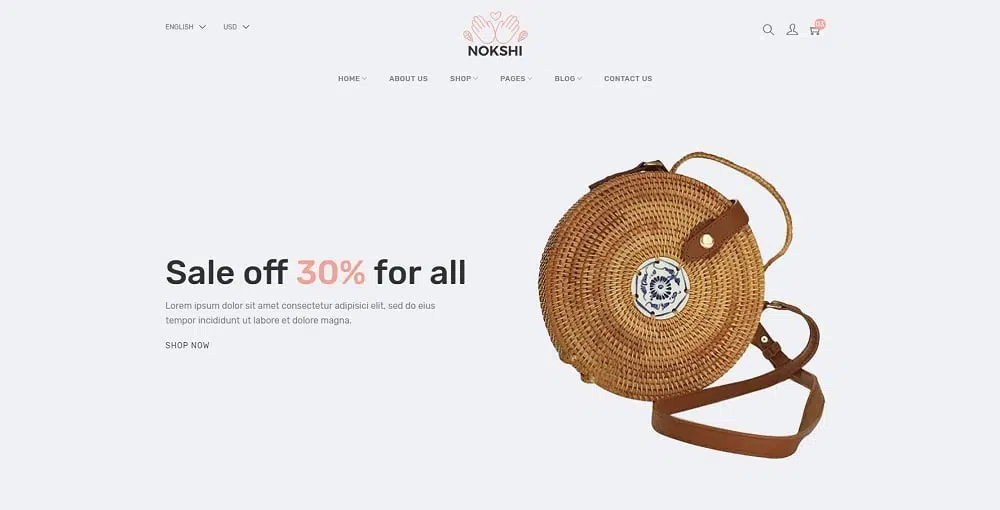 ENGLISH USD
NOKSHI
HOME ABOUT US SHOP PAGES BLOG CONTACT US
Sale off 30% for all
Lorem ipsum dolor sit amet consectetur adipisici elit, sed do eius
tempor incididunt ut labore et dolore magna.
SHOP NOW